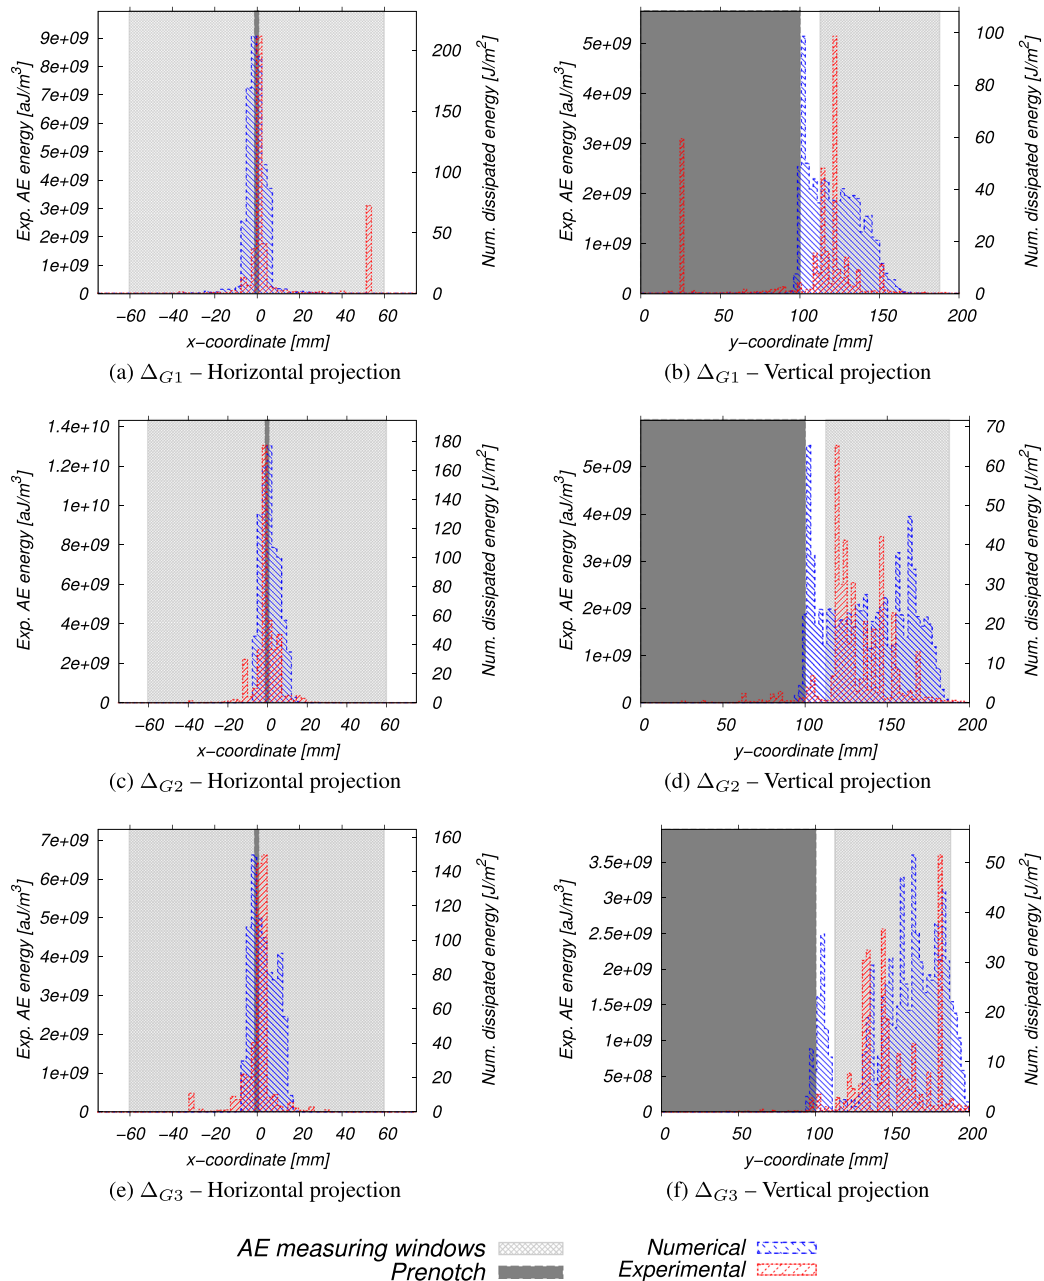 9e+09
8e+09
7e+09
6e+09
5e+09
4e+09
3e+09
2e+09
1e+09
0
Exp. AE energy [aJ/m³]
200
150
100
50
0
Num. dissipated energy [J/m²]
−60 −40 −20 0 20 40 60
x−coordinate [mm]
(a) Δ_G1 – Horizontal projection
5e+09
4e+09
3e+09
2e+09
1e+09
0
Exp. AE energy [aJ/m³]
100
80
60
40
20
0
Num. dissipated energy [J/m²]
0 50 100 150 200
y−coordinate [mm]
(b) Δ_G1 – Vertical projection
1.4e+10
1.2e+10
1e+10
8e+09
6e+09
4e+09
2e+09
0
Exp. AE energy [aJ/m³]
180
160
140
120
100
80
60
40
20
0
Num. dissipated energy [J/m²]
−60 −40 −20 0 20 40 60
x−coordinate [mm]
(c) Δ_G2 – Horizontal projection
5e+09
4e+09
3e+09
2e+09
1e+09
0
Exp. AE energy [aJ/m³]
70
60
50
40
30
20
10
0
Num. dissipated energy [J/m²]
0 50 100 150 200
y−coordinate [mm]
(d) Δ_G2 – Vertical projection
7e+09
6e+09
5e+09
4e+09
3e+09
2e+09
1e+09
0
Exp. AE energy [aJ/m³]
160
140
120
100
80
60
40
20
0
Num. dissipated energy [J/m²]
−60 −40 −20 0 20 40 60
x−coordinate [mm]
(e) Δ_G3 – Horizontal projection
3.5e+09
3e+09
2.5e+09
2e+09
1.5e+09
1e+09
5e+08
0
Exp. AE energy [aJ/m³]
50
40
30
20
10
0
Num. dissipated energy [J/m²]
0 50 100 150 200
y−coordinate [mm]
(f) Δ_G3 – Vertical projection
AE measuring windows
Prenotch
Numerical
Experimental